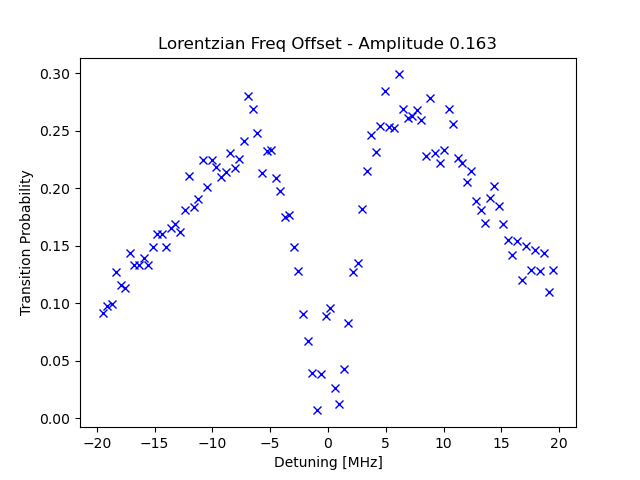 Lorentzian Freq Offset - Amplitude 0.163
0.30
0.25
0.20
0.15
0.10
0.05
0.00
Transition Probability
−20 −15 −10 −5 0 5 10 15 20
Detuning [MHz]